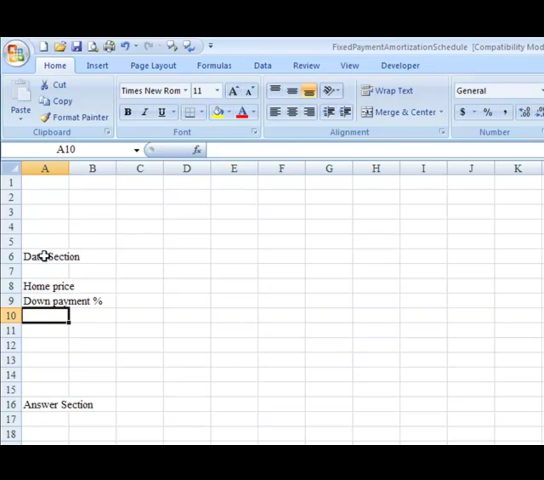 FixedPaymentAmortizationSchedule [Compatibility Mod
Home Insert Page Layout Formulas Data Review View Developer
Cut
Copy
Format Painter
Paste
Clipboard
Times New Rom 11 A A
B I U A
Font
Wrap Text
Merge & Center
Alignment
General
$ % , .0 .00
Number
A10 fx
A B C D E F G H I J K
1
2
3
4
5
6 Data Section
7
8 Home price
9 Down payment %
10
11
12
13
14
15
16 Answer Section
17
18